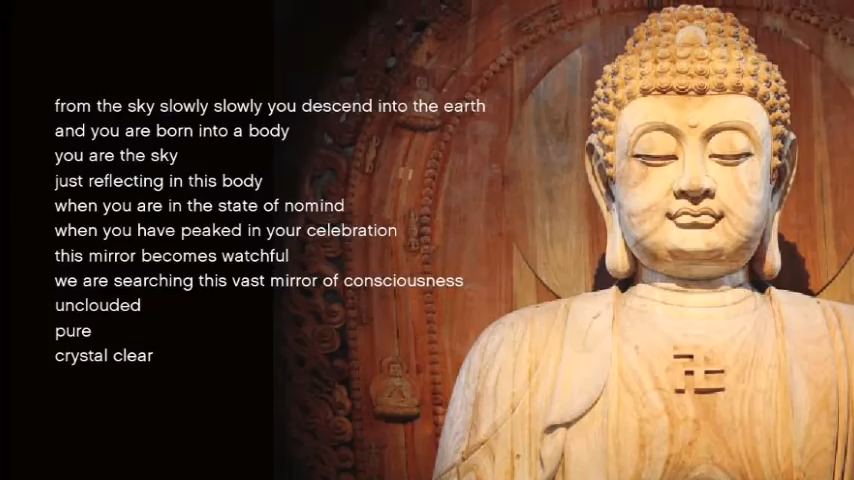 from the sky slowly slowly you descend into the earth
and you are born into a body
you are the sky
just reflecting in this body
when you are in the state of nomind
when you have peaked in your celebration
this mirror becomes watchful
we are searching this vast mirror of consciousness
unclouded
pure
crystal clear